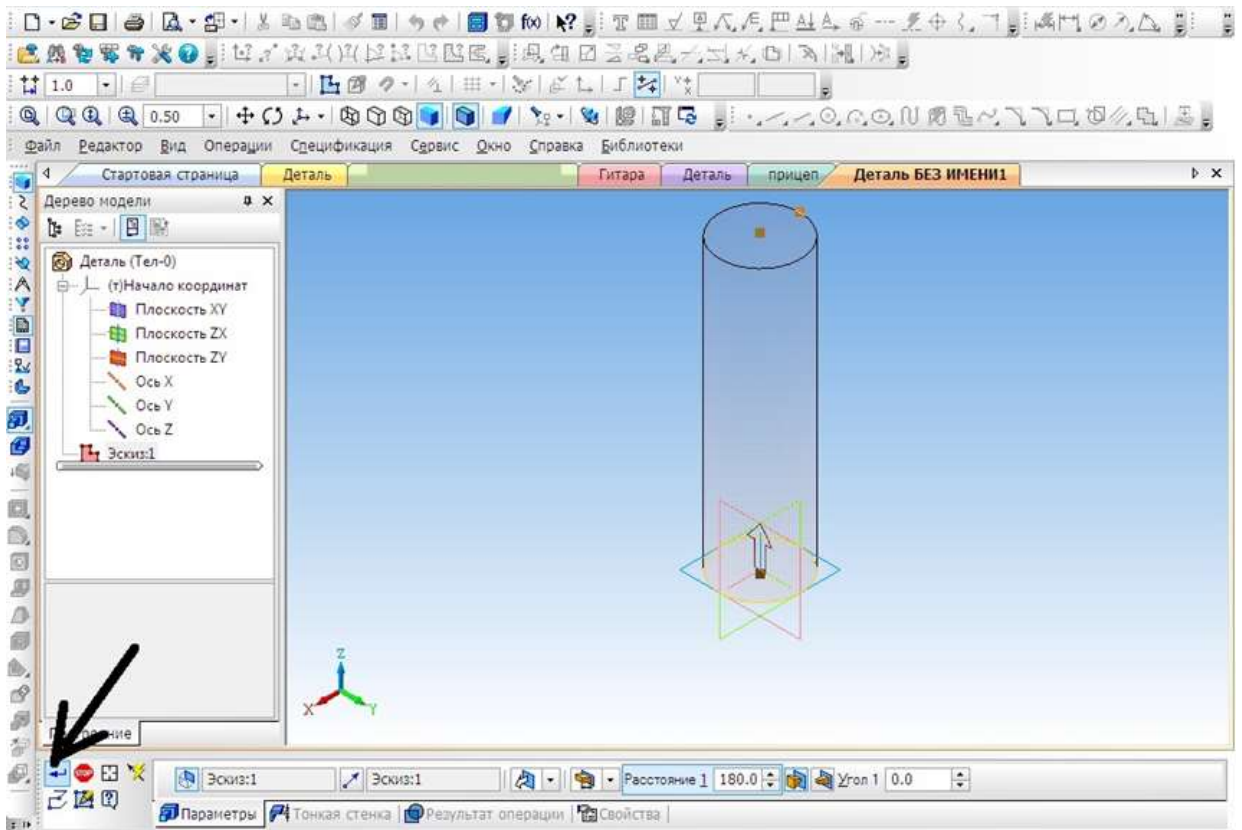 1.0
0.50
Файл Редактор Вид Операции Спецификация Сервис Окно Справка Библиотеки
Стартовая страница Деталь Гитара Деталь прицеп Деталь БЕЗ ИМЕНИ1
Дерево модели
Деталь (Тел-0)
(т)Начало координат
Плоскость XY
Плоскость ZX
Плоскость ZY
Ось X
Ось Y
Ось Z
Эскиз:1
Z
X Y
Эскиз:1 Эскиз:1 Расстояние 1 180.0 Угол 1 0.0
Параметры Тонкая стенка Результат операции Свойства